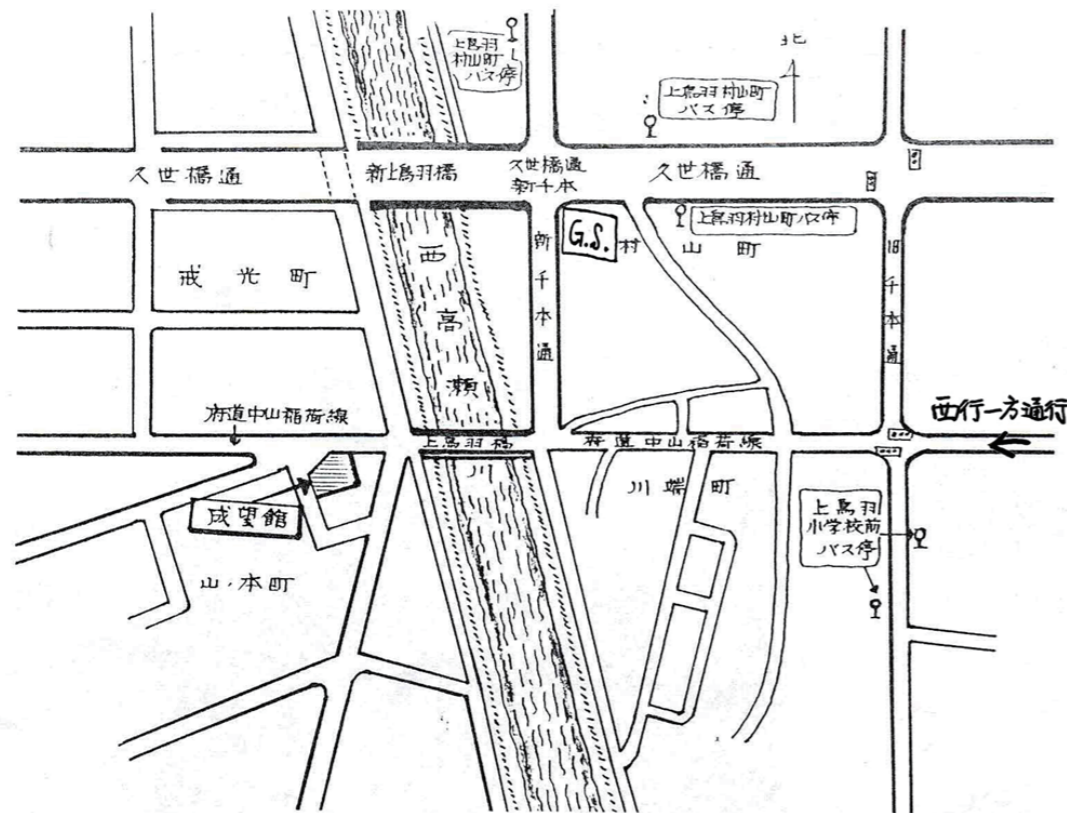 上鳥羽
村山町
バス停
北
上鳥羽村山町
バス停
久世橋通
新上鳥羽橋
久世橋通
新千本
久世橋通
G.S.
村山町
上鳥羽村山町バス停
戒光町
西高瀬川
新千本通
旧千本通
西行一方通行
府道中山稲荷線
上鳥羽橋
府道中山稲荷線
成望館
川端町
上鳥羽
小学校前
バス停
山ノ本町